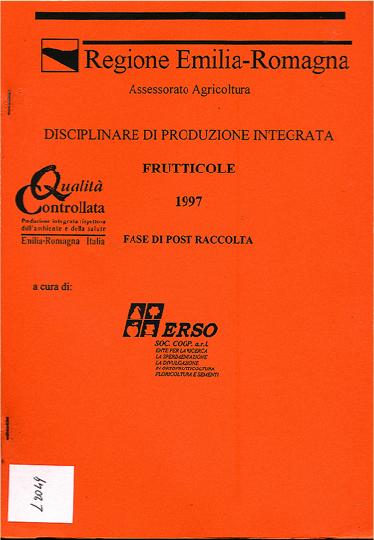 Regione Emilia-Romagna
Assessorato Agricoltura
DISCIPLINARE DI PRODUZIONE INTEGRATA
FRUTTICOLE
1997
Qualità
Controllata
Produzione integrata rispettosa
dell'ambiente e della salute
Emilia-Romagna Italia
FASE DI POST RACCOLTA
a cura di:
ERSO
SOC. COOP. a.r.l.
ENTE PER LA RICERCA
LA SPERIMENTAZIONE
LA DIVULGAZIONE
IN ORTOFRUTTICOLTURA
FLORICOLTURA E SEMENTI
L2049